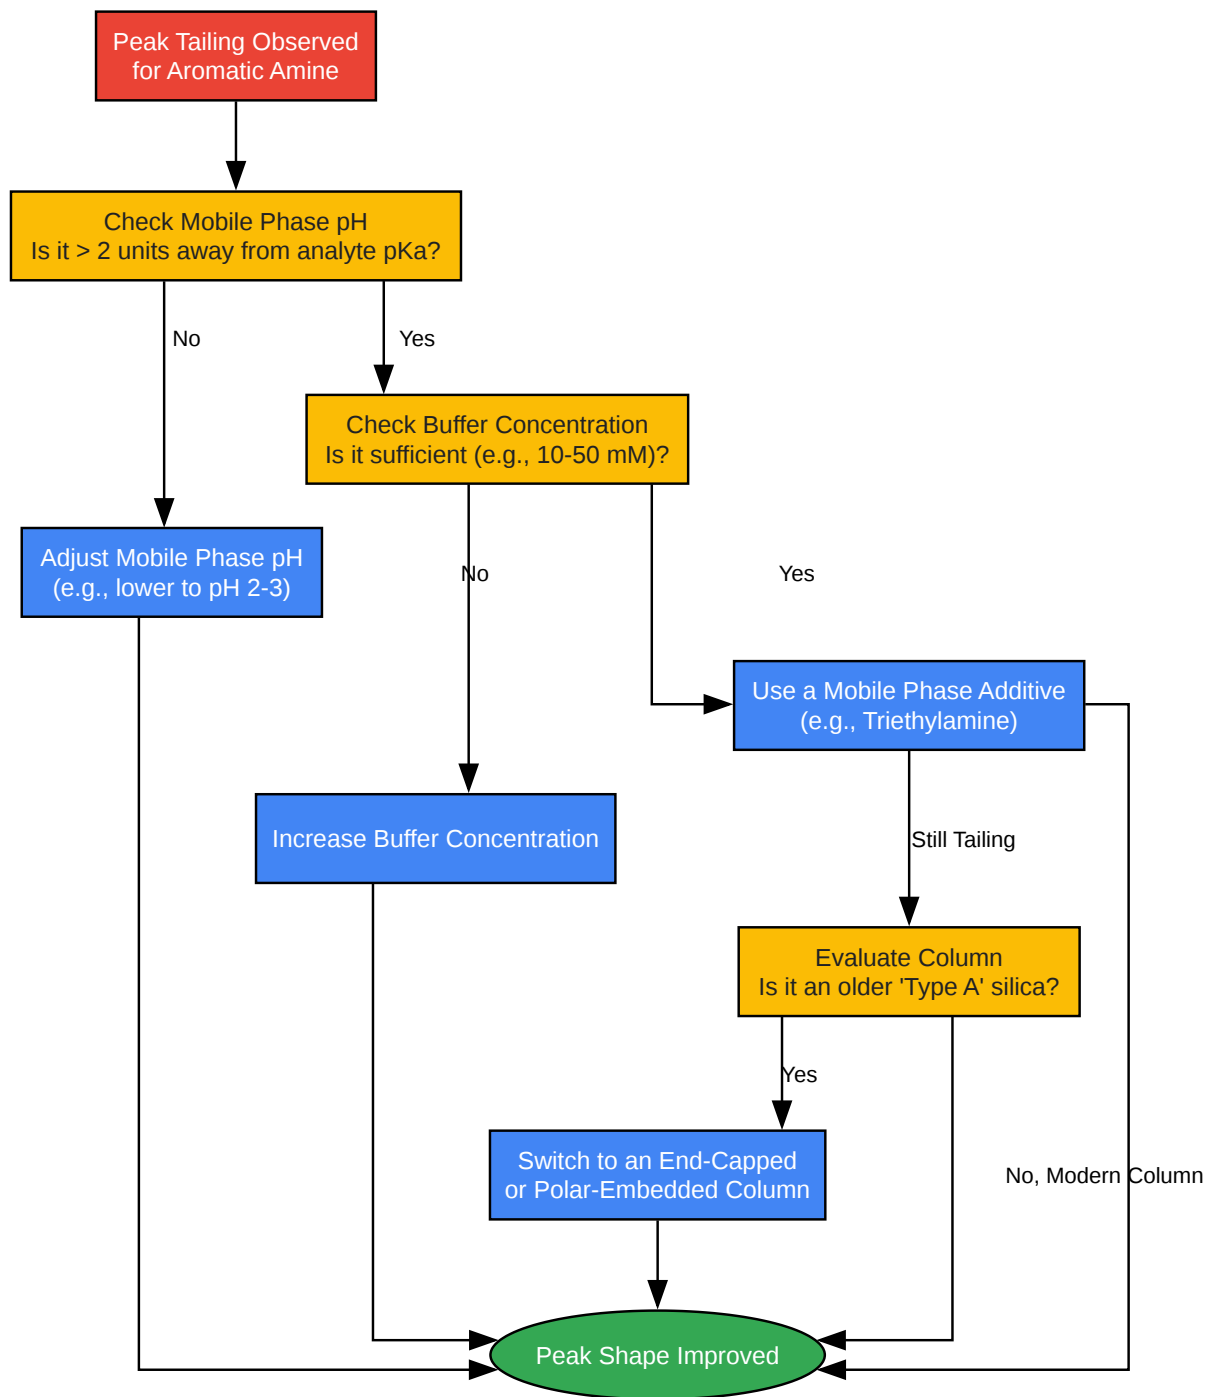 Peak Tailing Observed
for Aromatic Amine
Check Mobile Phase pH
Is it > 2 units away from analyte pKa?
No
Yes
Check Buffer Concentration
Is it sufficient (e.g., 10-50 mM)?
Adjust Mobile Phase pH
(e.g., lower to pH 2-3)
No
Yes
Use a Mobile Phase Additive
(e.g., Triethylamine)
Increase Buffer Concentration
Still Tailing
Evaluate Column
Is it an older 'Type A' silica?
Yes
Switch to an End-Capped
or Polar-Embedded Column
No, Modern Column
Peak Shape Improved